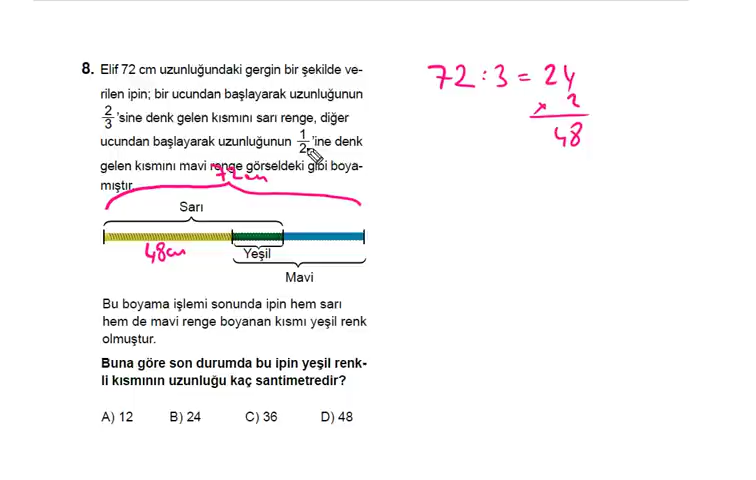 8. Elif 72 cm uzunluğundaki gergin bir şekilde ve-
rilen ipin; bir ucundan başlayarak uzunluğunun
2/3 'sine denk gelen kısmını sarı renge, diğer
ucundan başlayarak uzunluğunun 1/2 'ine denk
gelen kısmını mavi renge görseldeki gibi boya-
mıştır.
72 cm
Sarı
48cm
Yeşil
Mavi
Bu boyama işlemi sonunda ipin hem sarı
hem de mavi renge boyanan kısmı yeşil renk
olmuştur.
Buna göre son durumda bu ipin yeşil renk-
li kısmının uzunluğu kaç santimetredir?
A) 12 B) 24 C) 36 D) 48
72 : 3 = 24
x 2
48